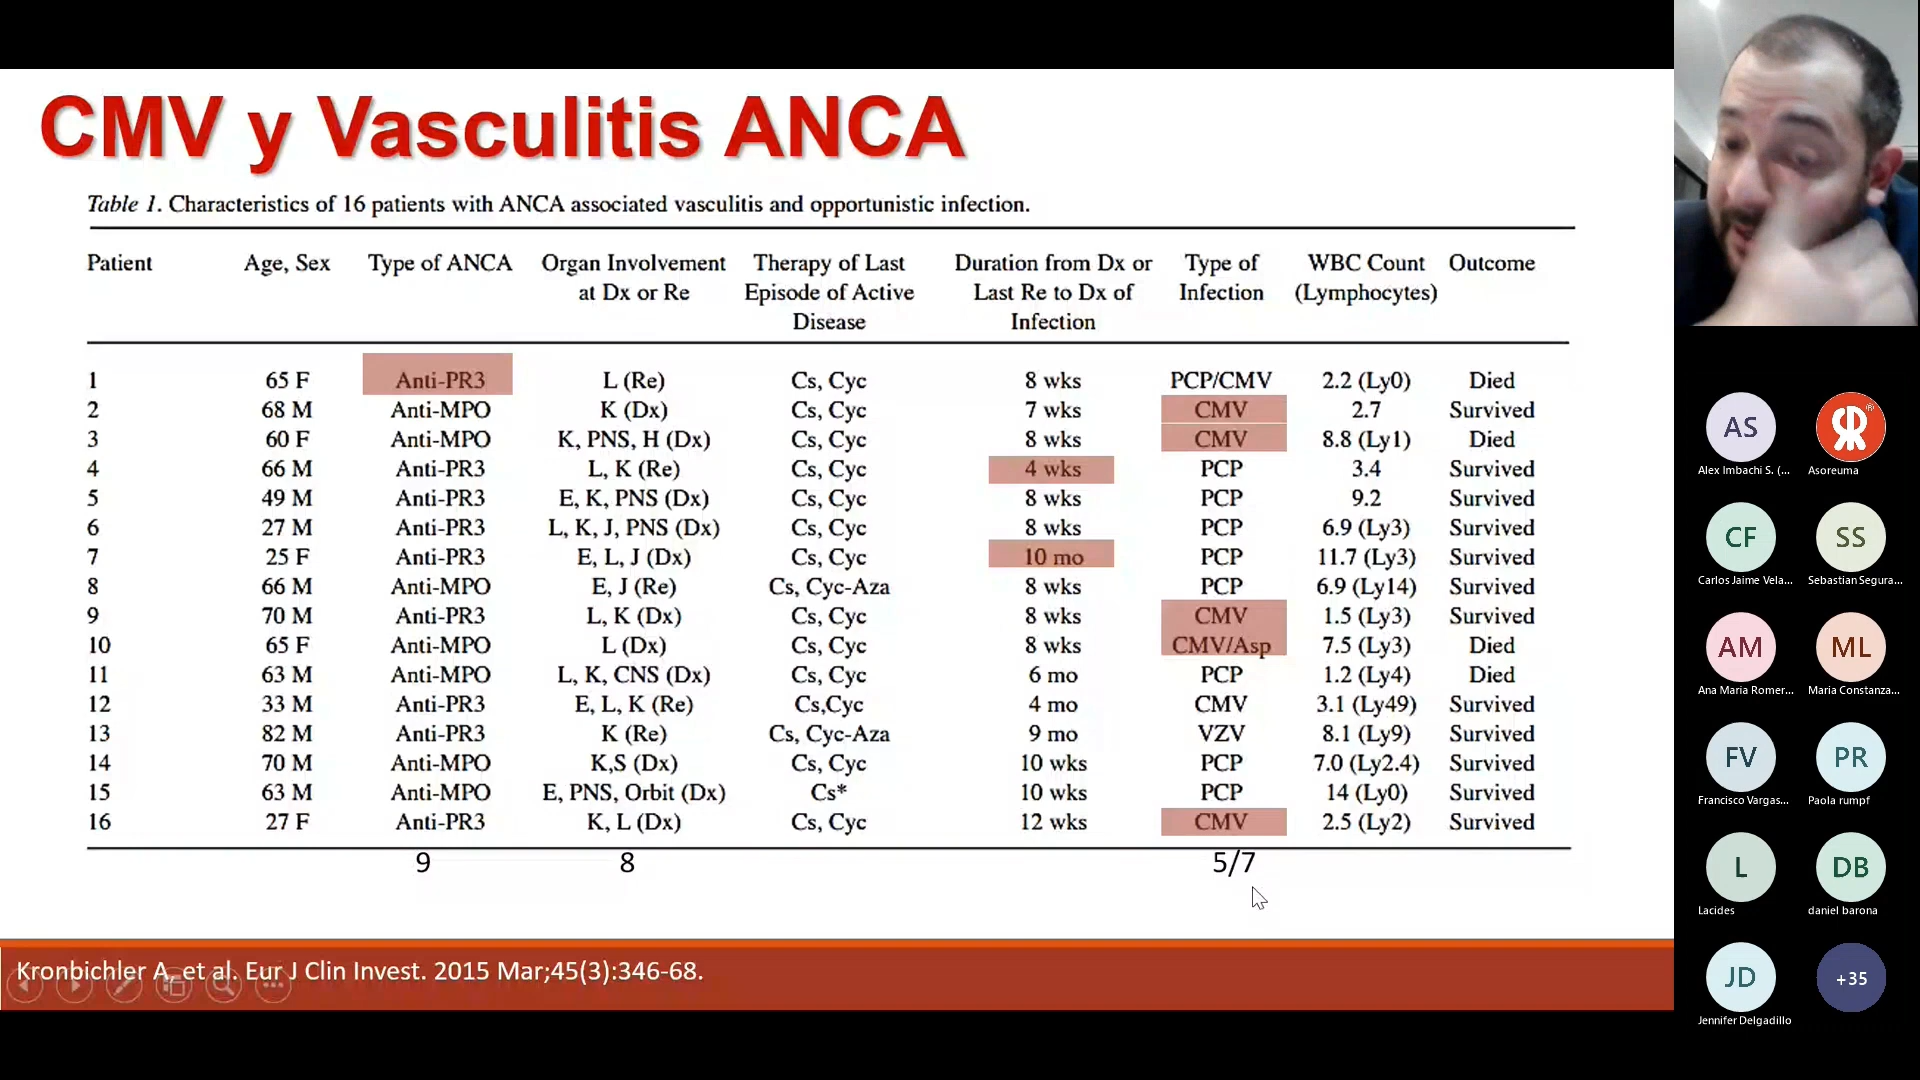 CMV y Vasculitis ANCA
Table 1. Characteristics of 16 patients with ANCA associated vasculitis and opportunistic infection.
Patient Age, Sex Type of ANCA Organ Involvement at Dx or Re Therapy of Last Episode of Active Disease Duration from Dx or Last Re to Dx of Infection Type of Infection WBC Count (Lymphocytes) Outcome
1 65 F Anti-PR3 L (Re) Cs, Cyc 8 wks PCP/CMV 2.2 (Ly0) Died
2 68 M Anti-MPO K (Dx) Cs, Cyc 7 wks CMV 2.7 Survived
3 60 F Anti-MPO K, PNS, H (Dx) Cs, Cyc 8 wks CMV 8.8 (Ly1) Died
4 66 M Anti-PR3 L, K (Re) Cs, Cyc 4 wks PCP 3.4 Survived
5 49 M Anti-PR3 E, K, PNS (Dx) Cs, Cyc 8 wks PCP 9.2 Survived
6 27 M Anti-PR3 L, K, J, PNS (Dx) Cs, Cyc 8 wks PCP 6.9 (Ly3) Survived
7 25 F Anti-PR3 E, L, J (Dx) Cs, Cyc 10 mo PCP 11.7 (Ly3) Survived
8 66 M Anti-MPO E, J (Re) Cs, Cyc-Aza 8 wks PCP 6.9 (Ly14) Survived
9 70 M Anti-PR3 L, K (Dx) Cs, Cyc 8 wks CMV 1.5 (Ly3) Survived
10 65 F Anti-MPO L (Dx) Cs, Cyc 8 wks CMV/Asp 7.5 (Ly3) Died
11 63 M Anti-MPO L, K, CNS (Dx) Cs, Cyc 6 mo PCP 1.2 (Ly4) Died
12 33 M Anti-PR3 E, L, K (Re) Cs,Cyc 4 mo CMV 3.1 (Ly49) Survived
13 82 M Anti-PR3 K (Re) Cs, Cyc-Aza 9 mo VZV 8.1 (Ly9) Survived
14 70 M Anti-MPO K,S (Dx) Cs, Cyc 10 wks PCP 7.0 (Ly2.4) Survived
15 63 M Anti-MPO E, PNS, Orbit (Dx) Cs* 10 wks PCP 14 (Ly0) Survived
16 27 F Anti-PR3 K, L (Dx) Cs, Cyc 12 wks CMV 2.5 (Ly2) Survived
9 8 5/7
Kronbichler A, et al. Eur J Clin Invest. 2015 Mar;45(3):346-68.
AS
Alex Imbachi S. (... Asoreuma
CF SS
Carlos Jaime Vela... Sebastian Segura...
AM ML
Ana Maria Romer... Maria Constanza...
FV PR
Francisco Vargas... Paola rumpf
L DB
Lacides daniel barona
JD +35
Jennifer Delgadillo